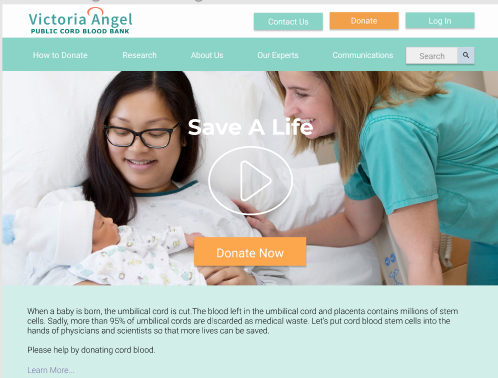 Victoria Angel
PUBLIC CORD BLOOD BANK
Contact Us
Donate
Log In
How to Donate
Research
About Us
Our Experts
Communications
Search
Save A Life
Donate Now
When a baby is born, the umbilical cord is cut.The blood left in the umbilical cord and placenta contains millions of stem
cells. Sadly, more than 95% of umbilical cords are discarded as medical waste. Let's put cord blood stem cells into the
hands of physicians and scientists so that more lives can be saved.
Please help by donating cord blood.
Learn More...